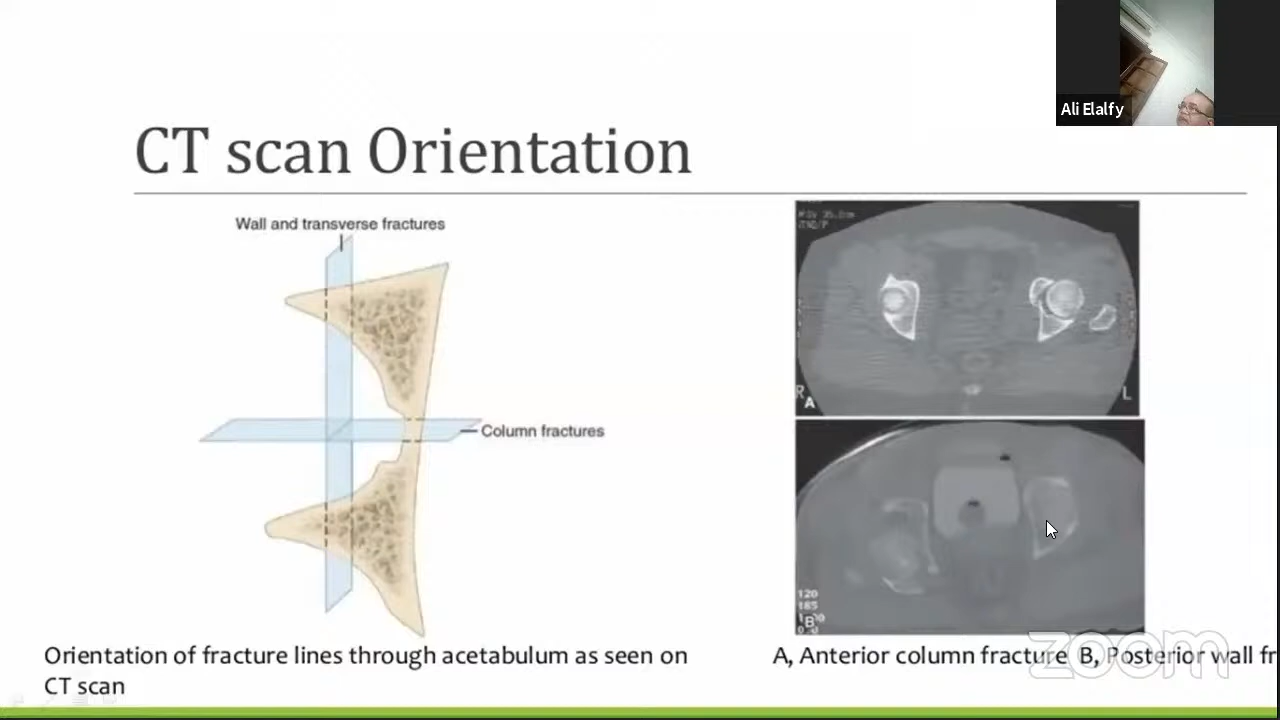 Ali Elalfy
CT scan Orientation
Wall and transverse fractures
Column fractures
R
A
L
120
185
B
Orientation of fracture lines through acetabulum as seen on
CT scan
A, Anterior column fracture B, Posterior wall fr
zoom